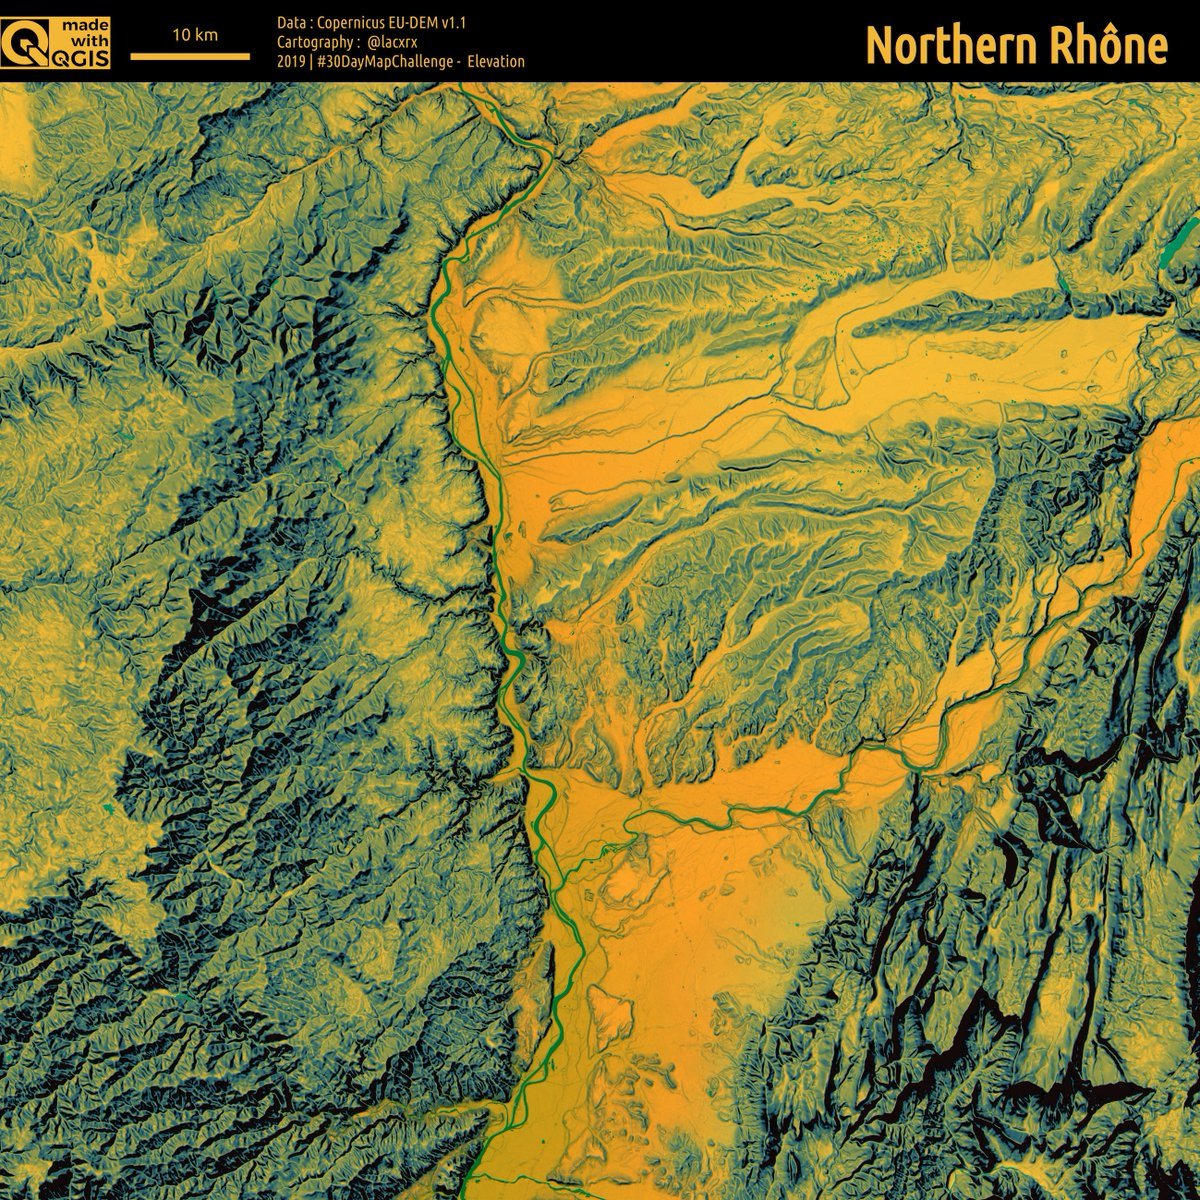 made
with
QGIS
10 km
Data : Copernicus EU-DEM v1.1
Cartography : @lacxrx
2019 | #30DayMapChallenge - Elevation
Northern Rhône